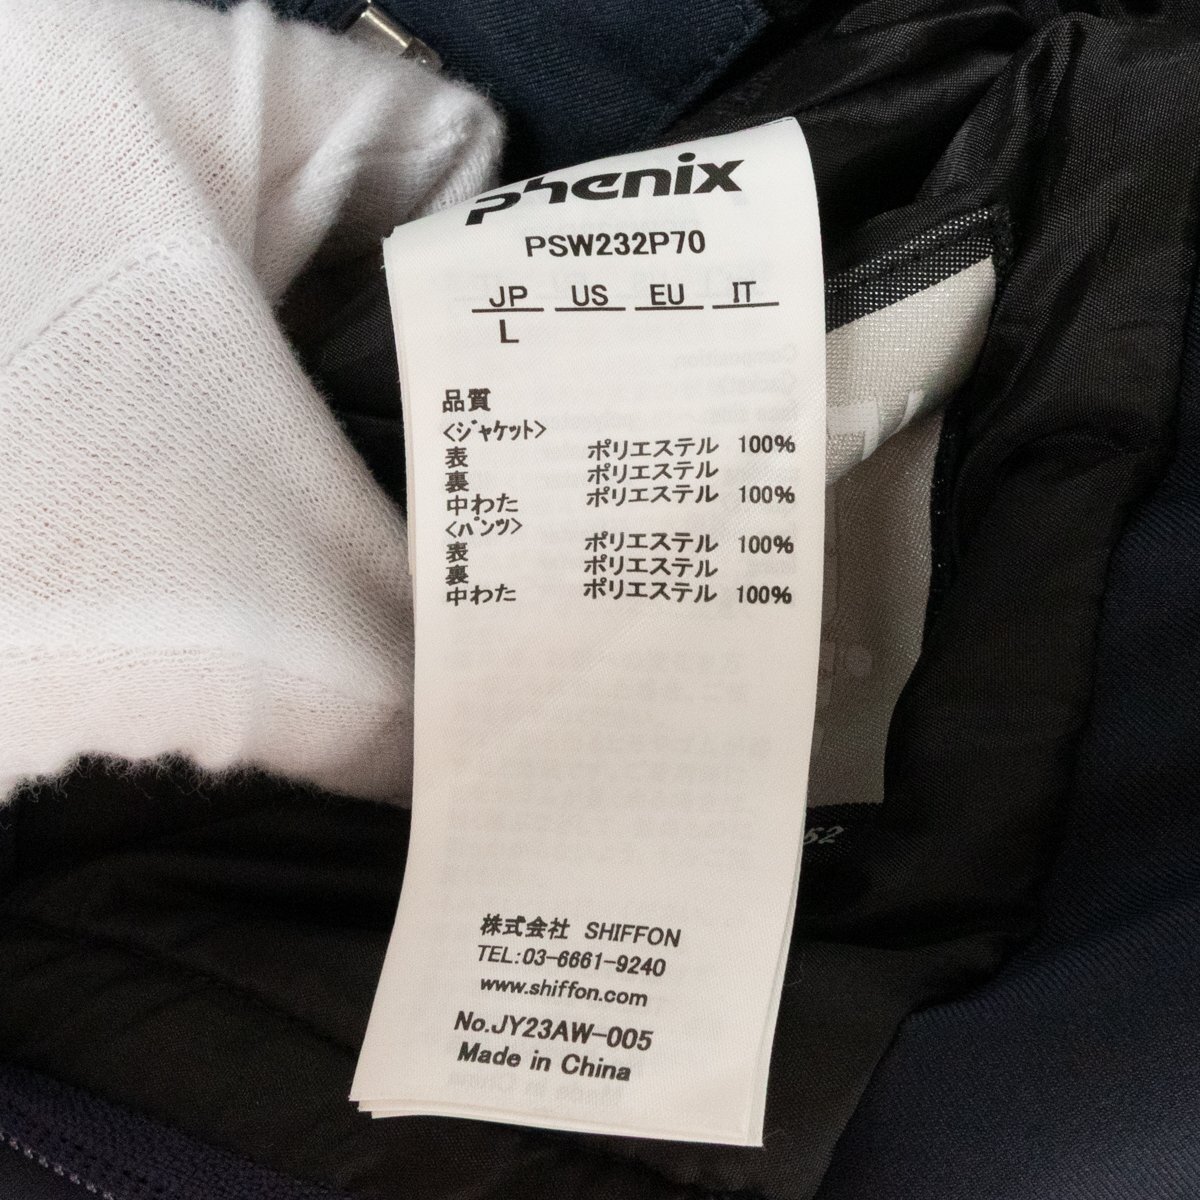 phenix
PSW232P70
JP US EU IT
L
品質
<ｼﾞｬｹｯﾄ>
表 ポリエステル 100%
裏 ポリエステル
中わた ポリエステル 100%
<ﾊﾟﾝﾂ>
表 ポリエステル 100%
裏 ポリエステル
中わた ポリエステル 100%
株式会社 SHIFFON
TEL:03-6661-9240
www.shiffon.com
No.JY23AW-005
Made in China